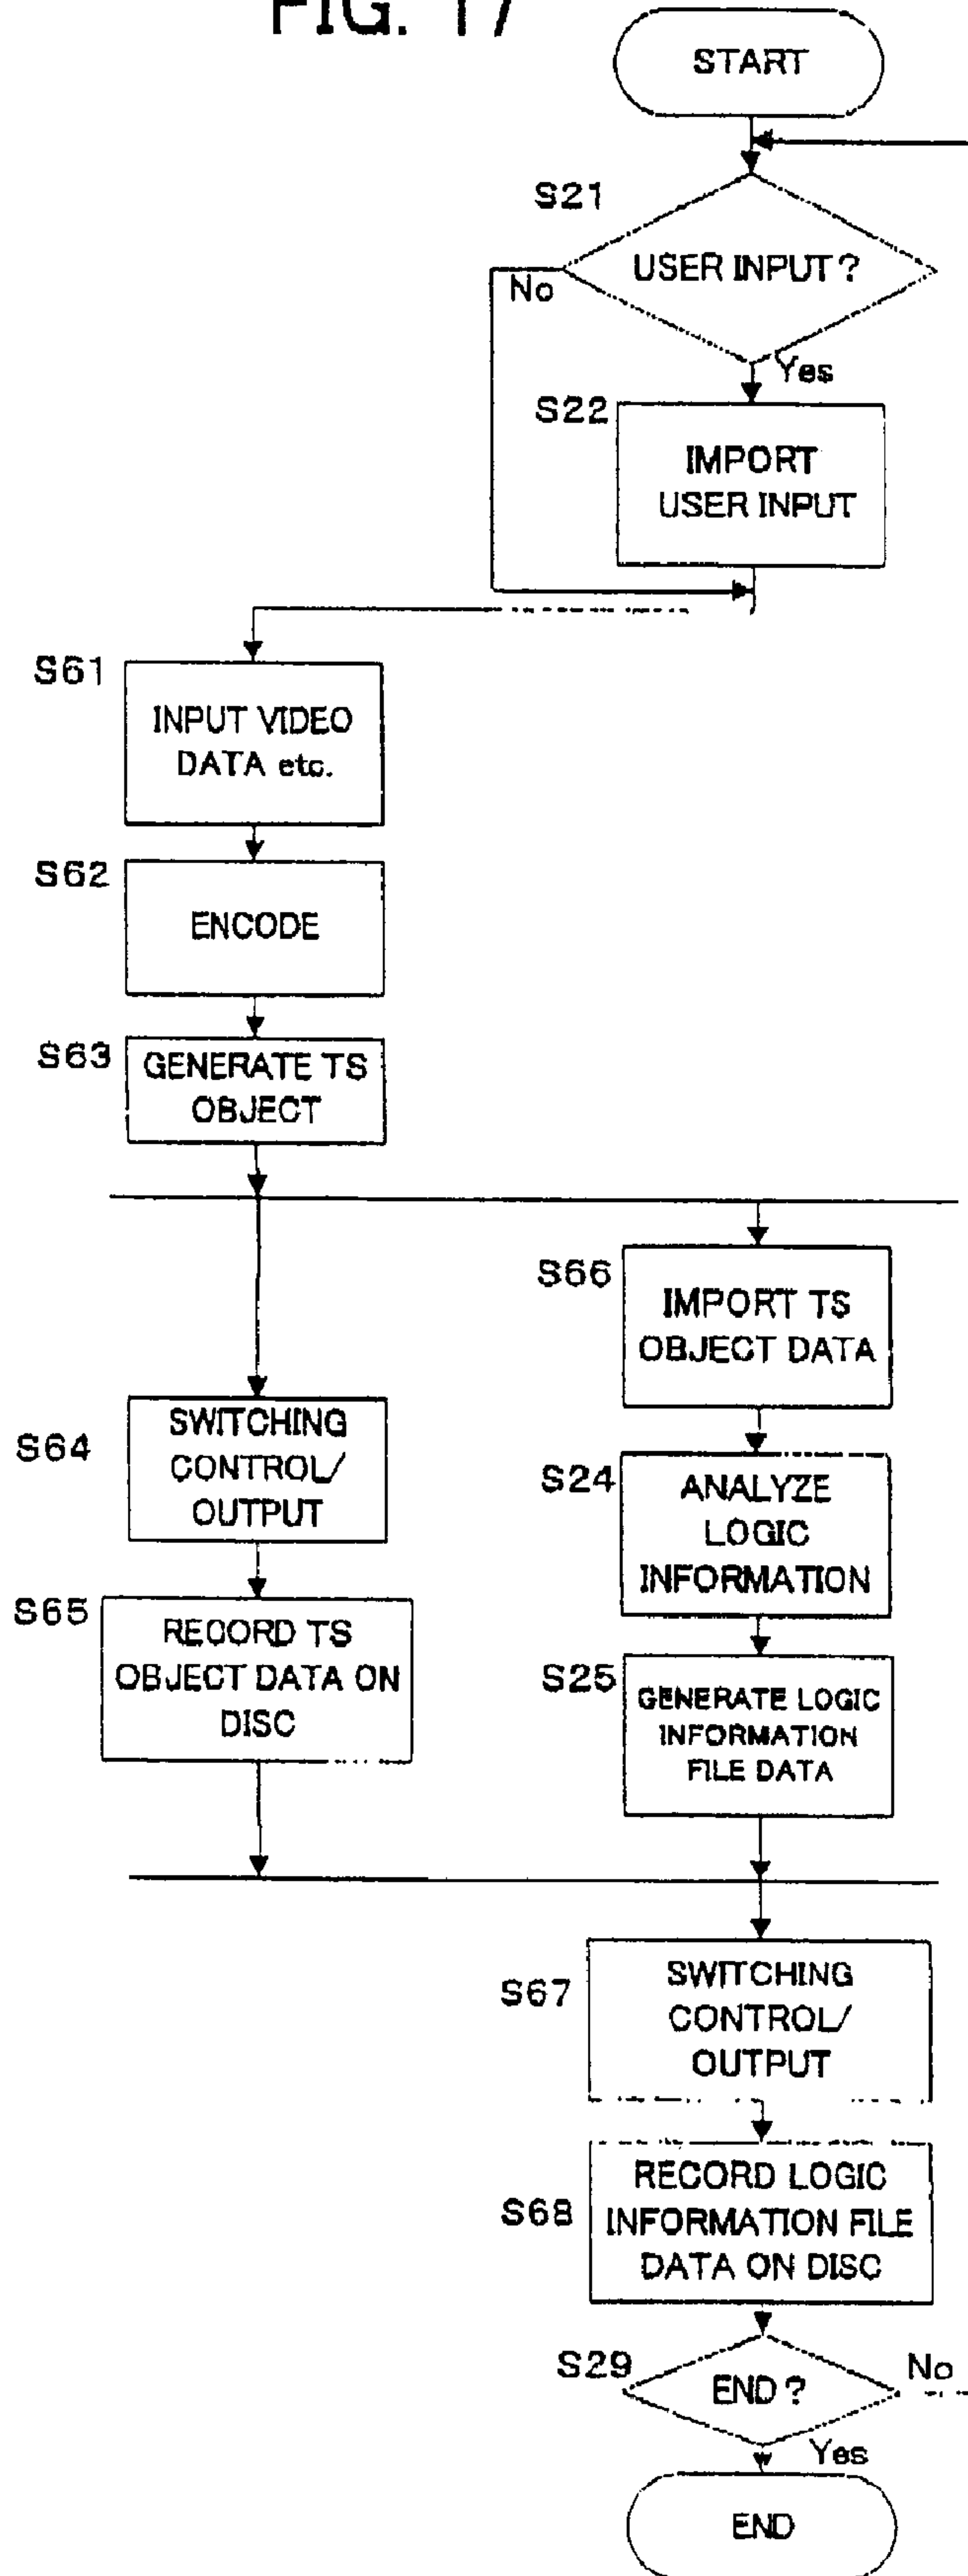 FIG. 17
START
S21
USER INPUT?
No
Yes
S22
IMPORT
USER INPUT
S61
INPUT VIDEO
DATA etc.
S62
ENCODE
S63
GENERATE TS
OBJECT
S66
IMPORT TS
OBJECT DATA
S64
SWITCHING
CONTROL/
OUTPUT
S24
ANALYZE
LOGIC
INFORMATION
S65
RECORD TS
OBJECT DATA ON
DISC
S25
GENERATE LOGIC
INFORMATION
FILE DATA
S67
SWITCHING
CONTROL/
OUTPUT
S68
RECORD LOGIC
INFORMATION FILE
DATA ON DISC
S29
END?
No
Yes
END